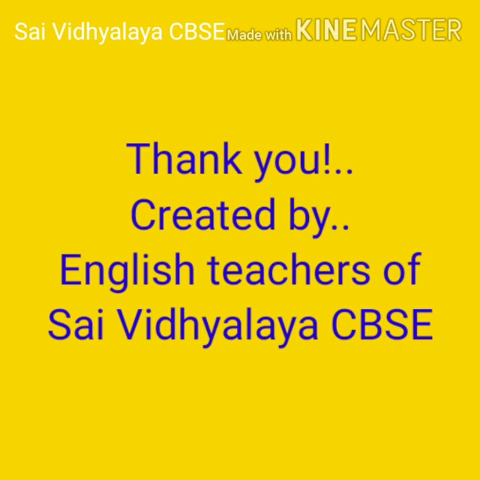 Sai Vidhyalaya CBSE Made with KINEMASTER
Thank you!..
Created by..
English teachers of
Sai Vidhyalaya CBSE